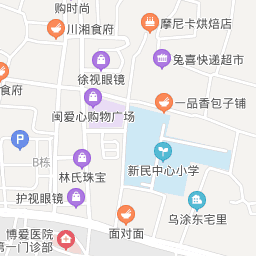 购时尚
川湘食府
摩尼卡烘焙店
兔喜快递超市
徐视眼镜
食府
一品香包子铺
闽爱心购物广场
P
B栋
新民中心小学
林氏珠宝
护视眼镜
乌涂东宅里
博爱医院
第一门诊部
面对面